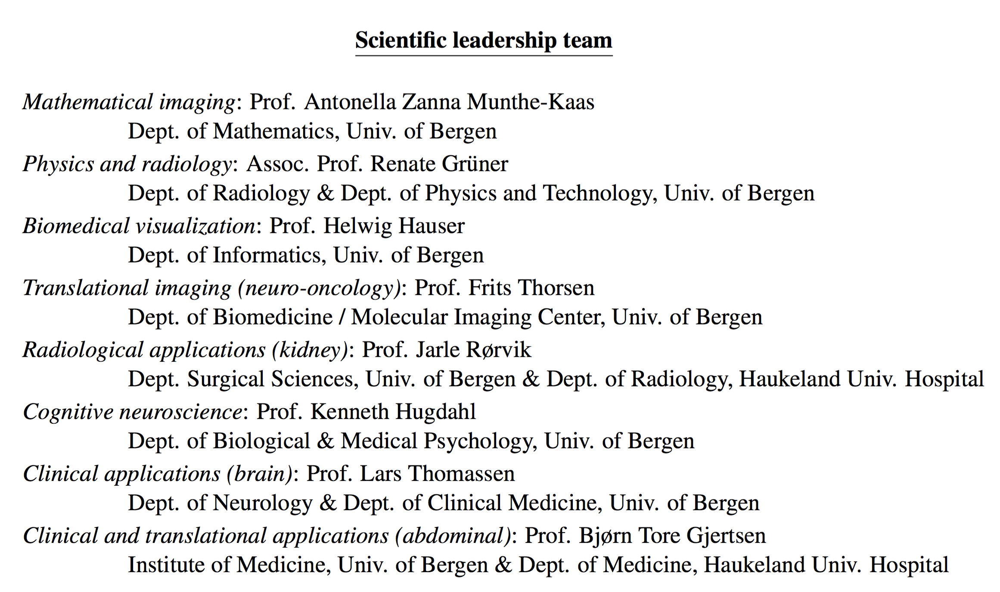 Scientific leadership team
Mathematical imaging: Prof. Antonella Zanna Munthe-Kaas
Dept. of Mathematics, Univ. of Bergen
Physics and radiology: Assoc. Prof. Renate Grüner
Dept. of Radiology & Dept. of Physics and Technology, Univ. of Bergen
Biomedical visualization: Prof. Helwig Hauser
Dept. of Informatics, Univ. of Bergen
Translational imaging (neuro-oncology): Prof. Frits Thorsen
Dept. of Biomedicine / Molecular Imaging Center, Univ. of Bergen
Radiological applications (kidney): Prof. Jarle Rørvik
Dept. Surgical Sciences, Univ. of Bergen & Dept. of Radiology, Haukeland Univ. Hospital
Cognitive neuroscience: Prof. Kenneth Hugdahl
Dept. of Biological & Medical Psychology, Univ. of Bergen
Clinical applications (brain): Prof. Lars Thomassen
Dept. of Neurology & Dept. of Clinical Medicine, Univ. of Bergen
Clinical and translational applications (abdominal): Prof. Bjørn Tore Gjertsen
Institute of Medicine, Univ. of Bergen & Dept. of Medicine, Haukeland Univ. Hospital